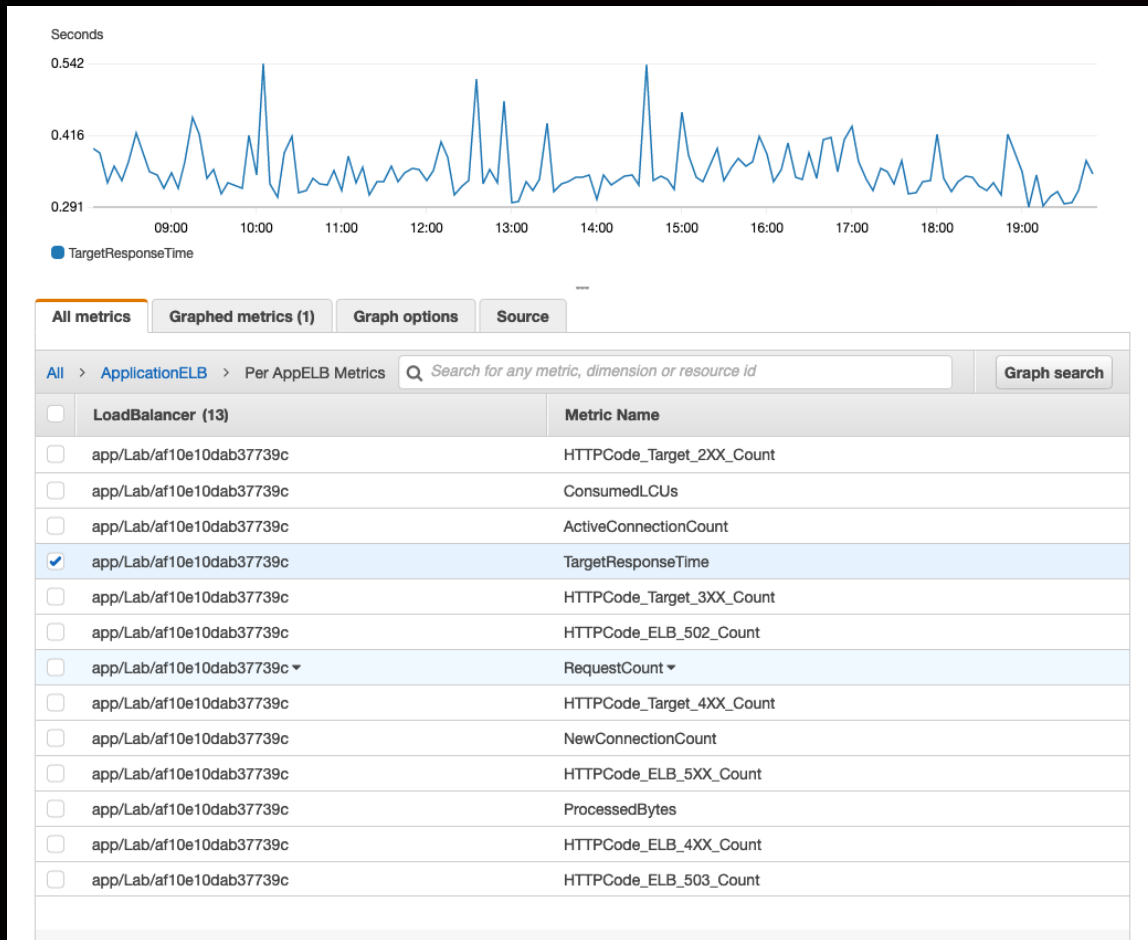 Seconds
0.542
0.416
0.291
09:00 10:00 11:00 12:00 13:00 14:00 15:00 16:00 17:00 18:00 19:00
TargetResponseTime
All metrics Graphed metrics (1) Graph options Source
All > ApplicationELB > Per AppELB Metrics Search for any metric, dimension or resource id Graph search
LoadBalancer (13) Metric Name
app/Lab/af10e10dab37739c HTTPCode_Target_2XX_Count
app/Lab/af10e10dab37739c ConsumedLCUs
app/Lab/af10e10dab37739c ActiveConnectionCount
app/Lab/af10e10dab37739c TargetResponseTime
app/Lab/af10e10dab37739c HTTPCode_Target_3XX_Count
app/Lab/af10e10dab37739c HTTPCode_ELB_502_Count
app/Lab/af10e10dab37739c RequestCount
app/Lab/af10e10dab37739c HTTPCode_Target_4XX_Count
app/Lab/af10e10dab37739c NewConnectionCount
app/Lab/af10e10dab37739c HTTPCode_ELB_5XX_Count
app/Lab/af10e10dab37739c ProcessedBytes
app/Lab/af10e10dab37739c HTTPCode_ELB_4XX_Count
app/Lab/af10e10dab37739c HTTPCode_ELB_503_Count